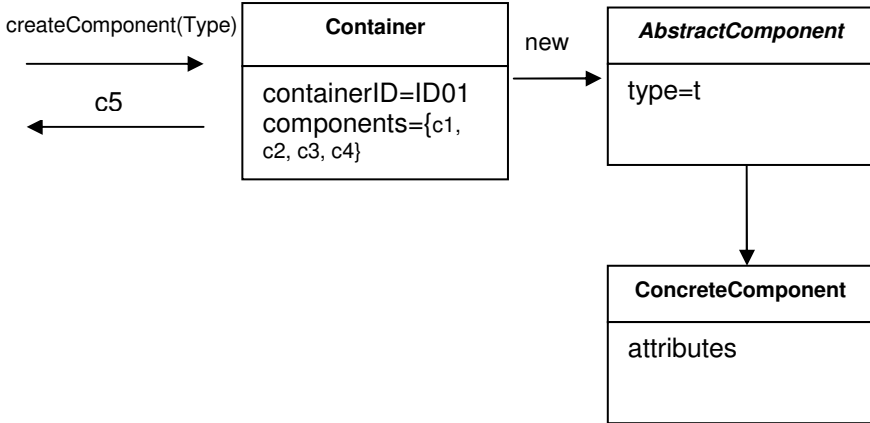 createComponent(Type)
c5
Container
containerID=ID01
components={c1,
c2, c3, c4}
new
AbstractComponent
type=t
ConcreteComponent
attributes